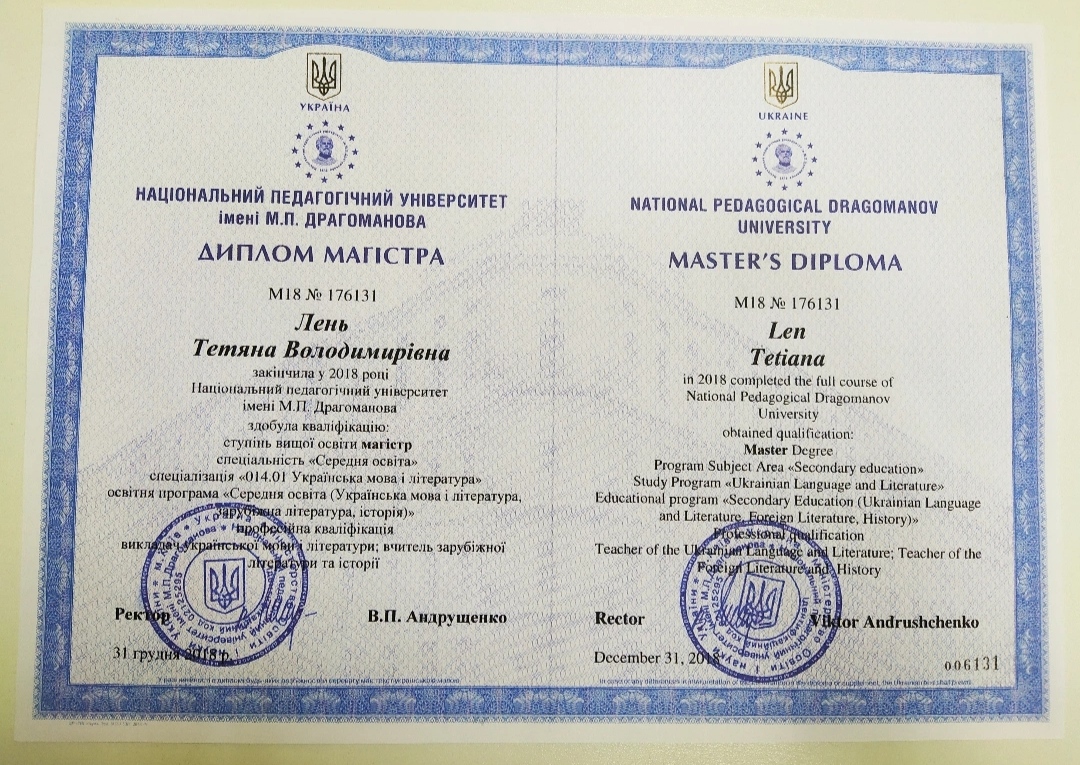 УКРАЇНА
НАЦІОНАЛЬНИЙ ПЕДАГОГІЧНИЙ УНІВЕРСИТЕТ
імені М.П. ДРАГОМАНОВА
ДИПЛОМ МАГІСТРА
М18 № 176131
Лень
Тетяна Володимирівна
закінчила у 2018 році
Національний педагогічний університет
імені М.П. Драгоманова
здобула кваліфікацію:
ступінь вищої освіти магістр
спеціальність «Середня освіта»
спеціалізація «014.01 Українська мова і література»
освітня програма «Середня освіта (Українська мова і література,
зарубіжна література, історія)»
професійна кваліфікація
викладач української мови і літератури; вчитель зарубіжної
літератури та історії
Ректор В.П. Андрущенко
31 грудня 2018 р.
UKRAINE
NATIONAL PEDAGOGICAL DRAGOMANOV
UNIVERSITY
MASTER'S DIPLOMA
М18 № 176131
Len
Tetiana
in 2018 completed the full course of
National Pedagogical Dragomanov
University
obtained qualification:
Master Degree
Program Subject Area «Secondary education»
Study Program «Ukrainian Language and Literature»
Educational program «Secondary Education (Ukrainian Language
and Literature, Foreign Literature, History)»
Professional qualification
Teacher of the Ukrainian Language and Literature; Teacher of the
Foreign Literature and History
Rector Viktor Andrushchenko
December 31, 2018
006131